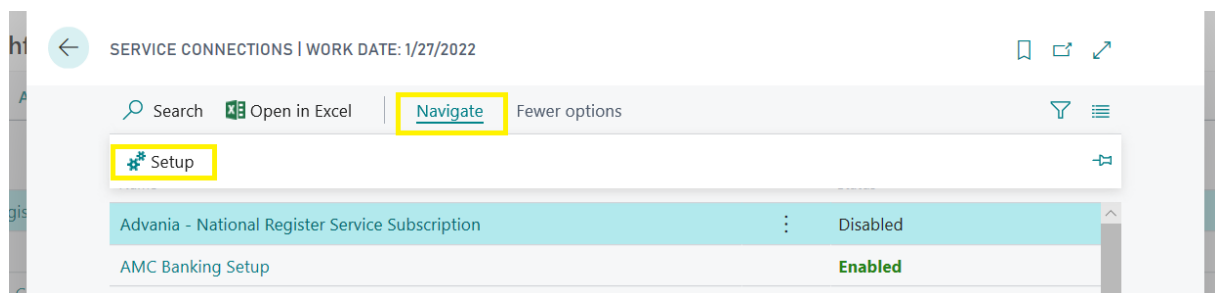 SERVICE CONNECTIONS | WORK DATE: 1/27/2022
Search Open in Excel Navigate Fewer options
Setup
Advania - National Register Service Subscription Disabled
AMC Banking Setup Enabled